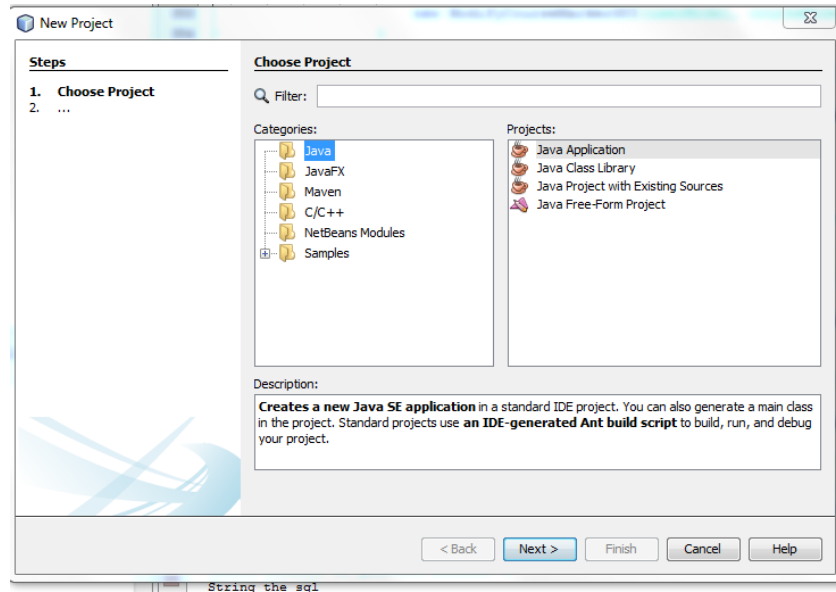 New Project
Steps
1. Choose Project
2. ...
Choose Project
Filter:
Categories:
Java
JavaFX
Maven
C/C++
NetBeans Modules
Samples
Projects:
Java Application
Java Class Library
Java Project with Existing Sources
Java Free-Form Project
Description:
Creates a new Java SE application in a standard IDE project. You can also generate a main class
in the project. Standard projects use an IDE-generated Ant build script to build, run, and debug
your project.
< Back
Next >
Finish
Cancel
Help
String the sql